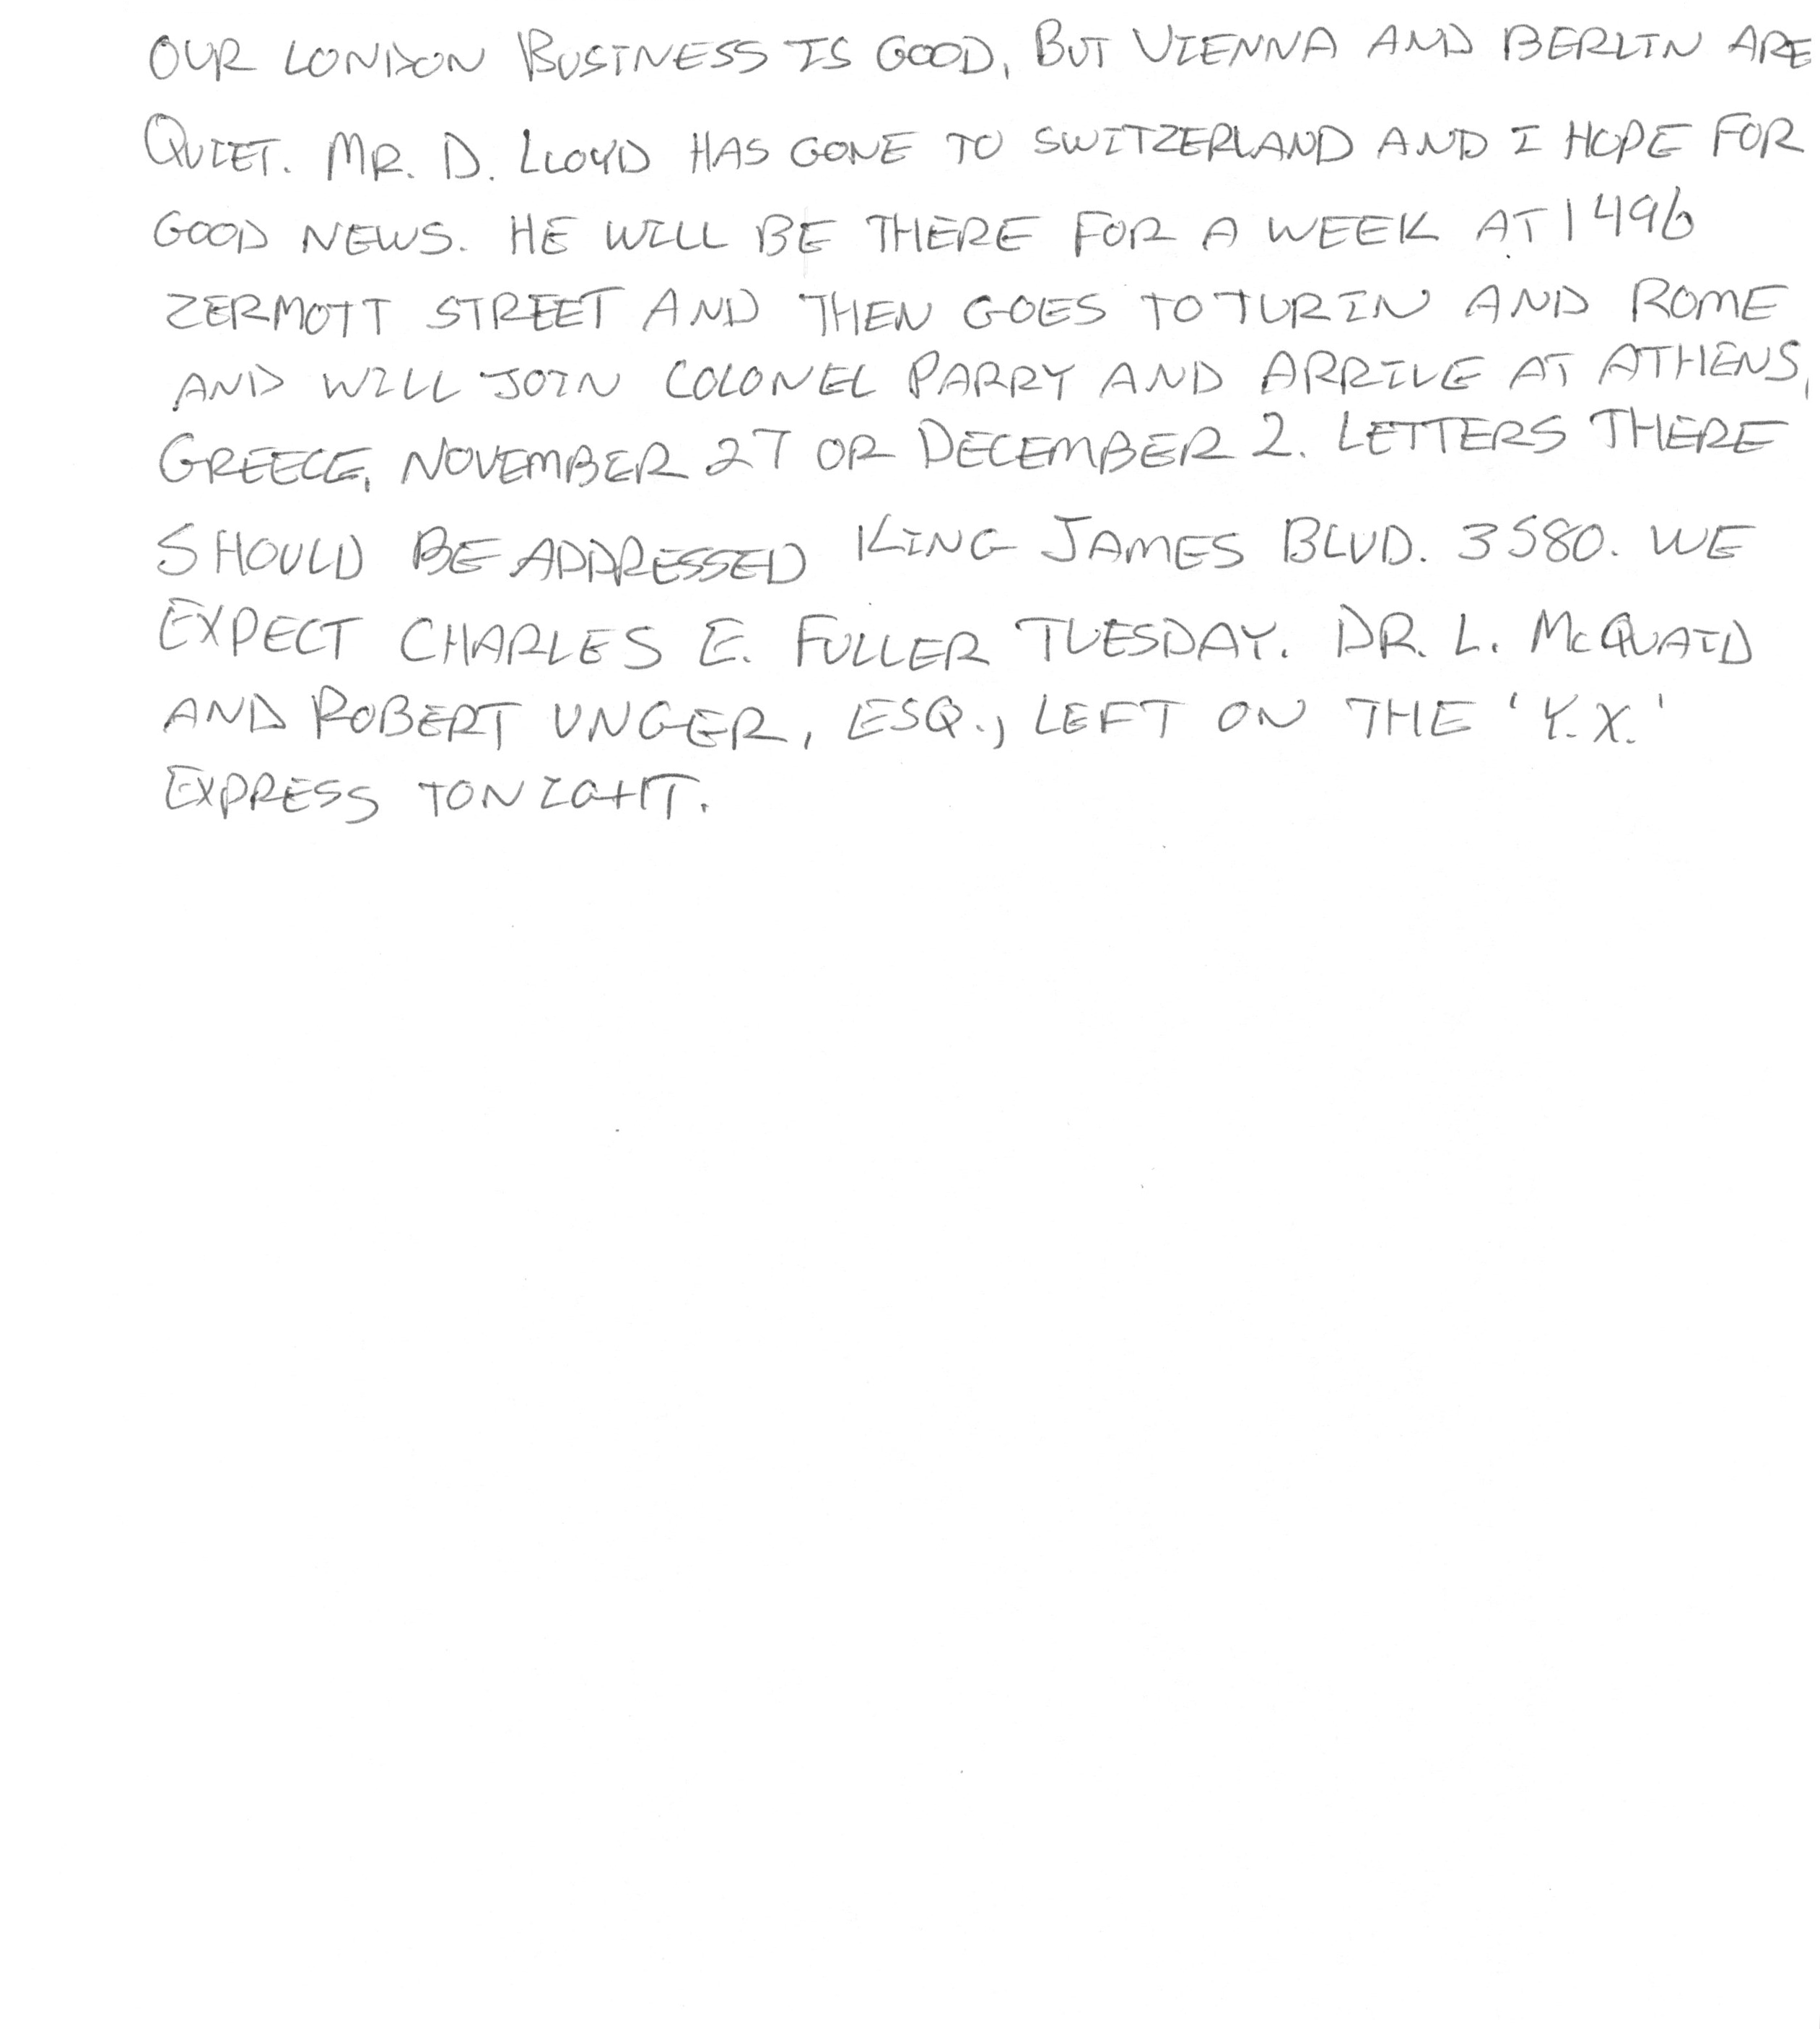 OUR LONDON BUSINESS IS GOOD, BUT VIENNA AND BERLIN ARE
QUIET. MR. D. LLOYD HAS GONE TO SWITZERLAND AND I HOPE FOR
GOOD NEWS. HE WILL BE THERE FOR A WEEK AT 1496
ZERMOTT STREET AND THEN GOES TO TURIN AND ROME
AND WILL JOIN COLONEL PARRY AND ARRIVE AT ATHENS,
GREECE, NOVEMBER 27 OR DECEMBER 2. LETTERS THERE
SHOULD BE ADDRESSED KING JAMES BLVD. 3580. WE
EXPECT CHARLES E. FULLER TUESDAY. DR. L. McQUAID
AND ROBERT UNGER, ESQ., LEFT ON THE 'Y.X.'
EXPRESS TONIGHT.